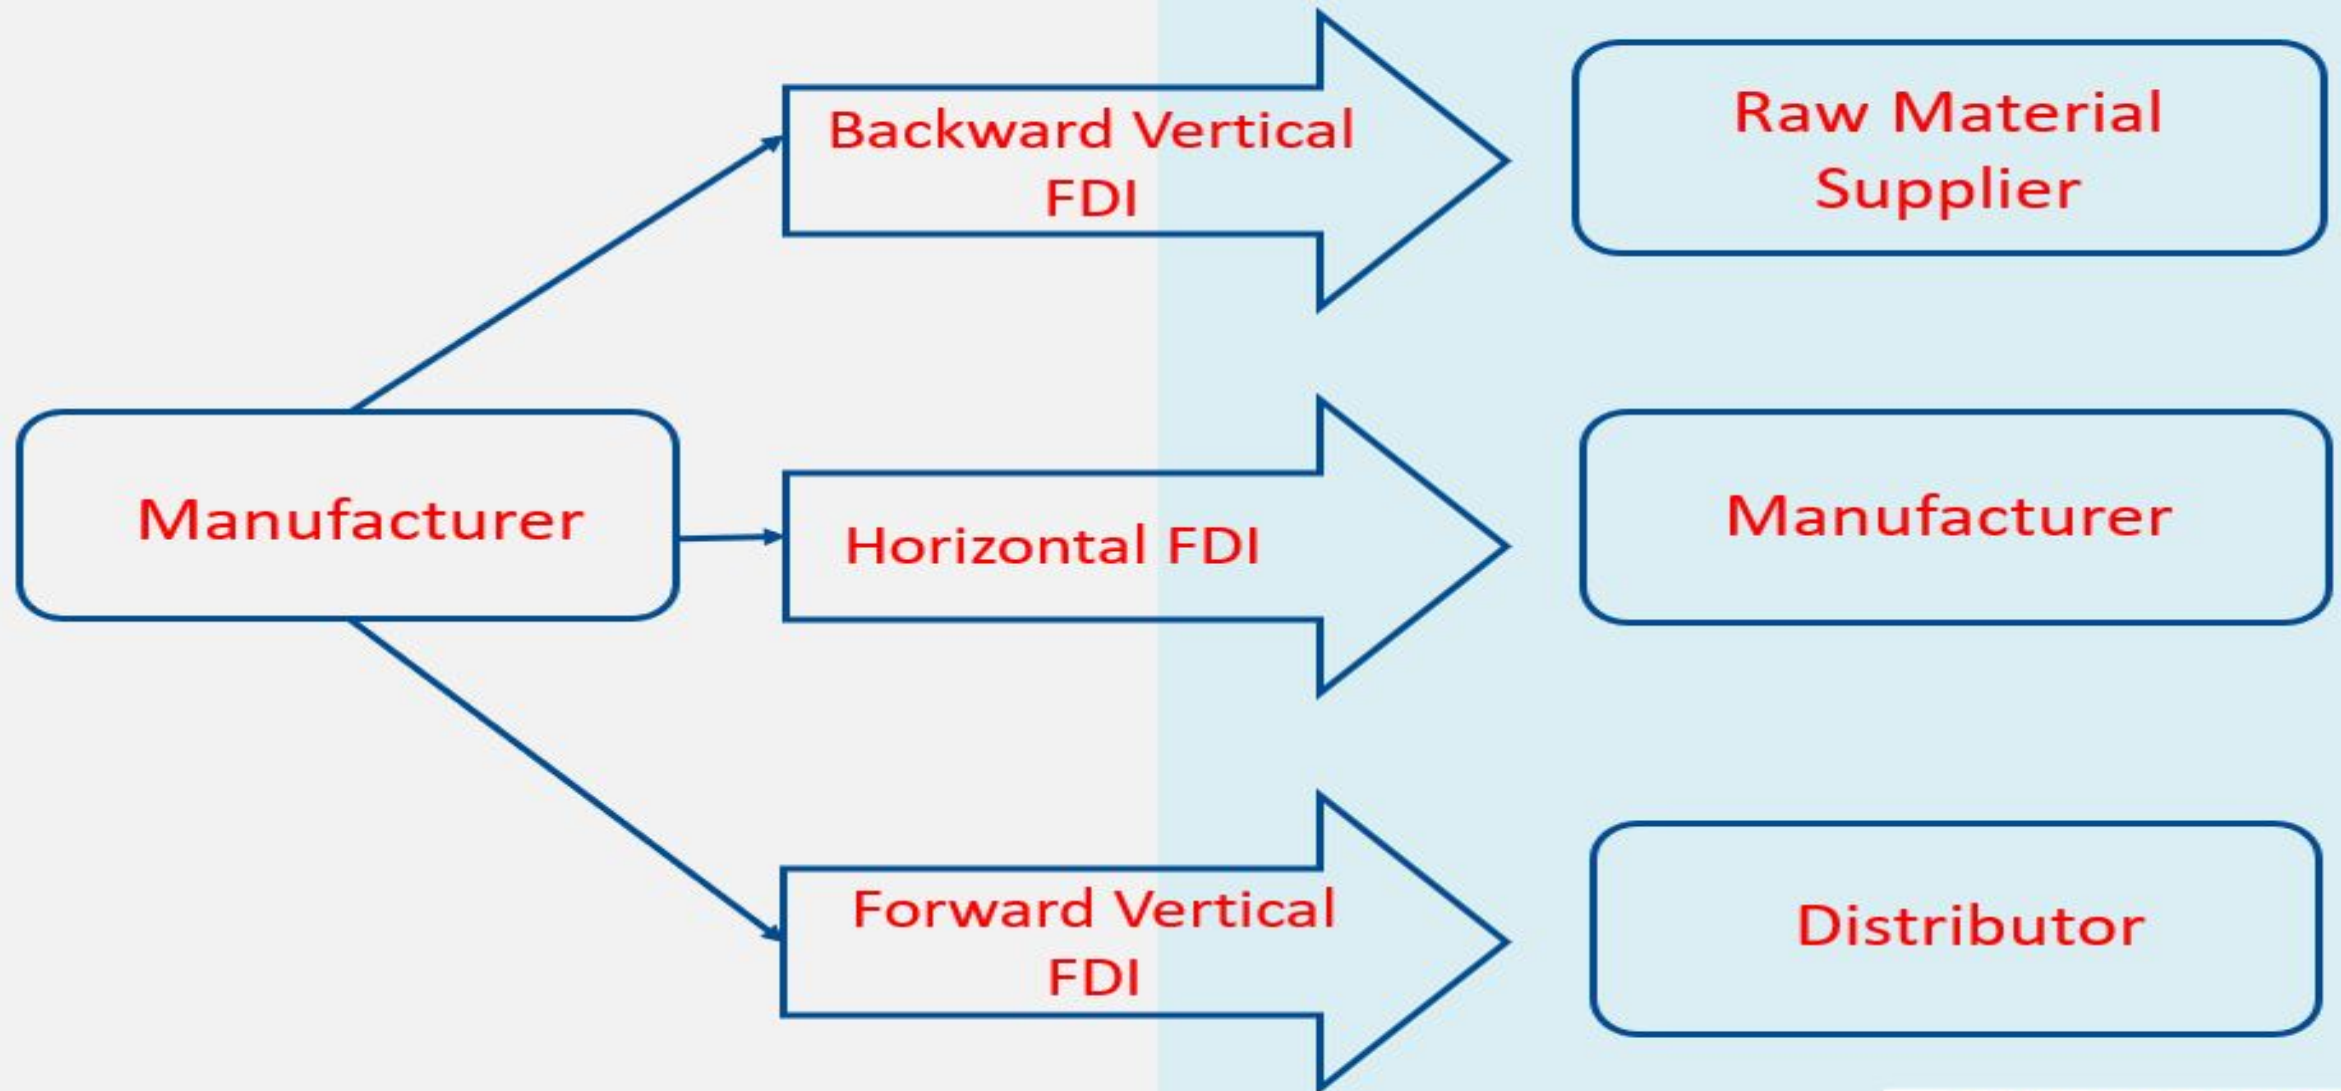 Backward Vertical
FDI
Raw Material
Supplier
Manufacturer
Horizontal FDI
Manufacturer
Forward Vertical
FDI
Distributor